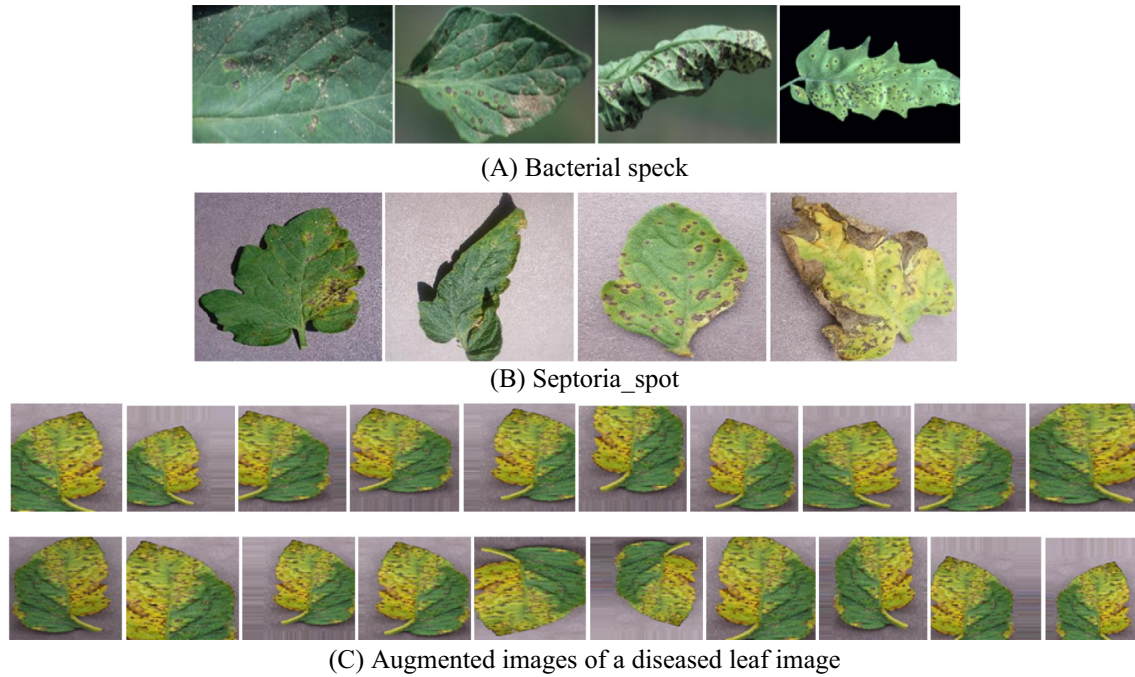 (A) Bacterial speck
(B) Septoria_spot
(C) Augmented images of a diseased leaf image